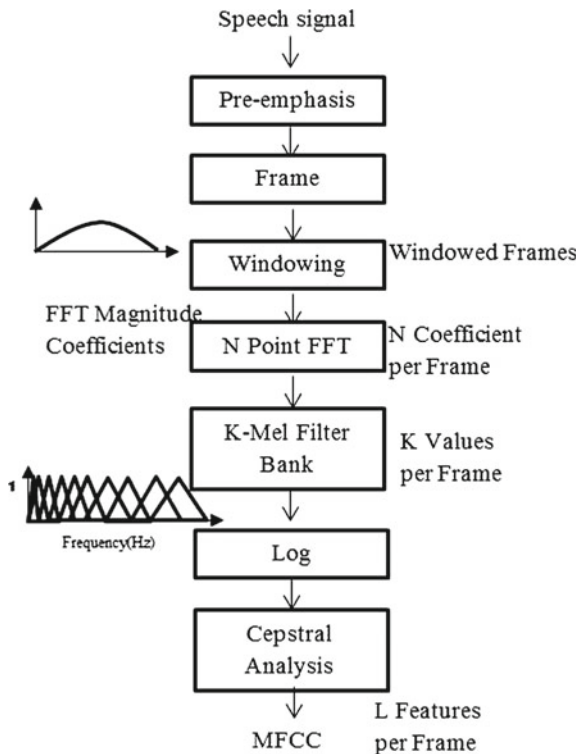 Speech signal
Pre-emphasis
Frame
Windowing
Windowed Frames
FFT Magnitude
Coefficients
N Point FFT
N Coefficient
per Frame
K-Mel Filter
Bank
K Values
per Frame
1
Frequency(Hz)
Log
Cepstral
Analysis
L Features
per Frame
MFCC